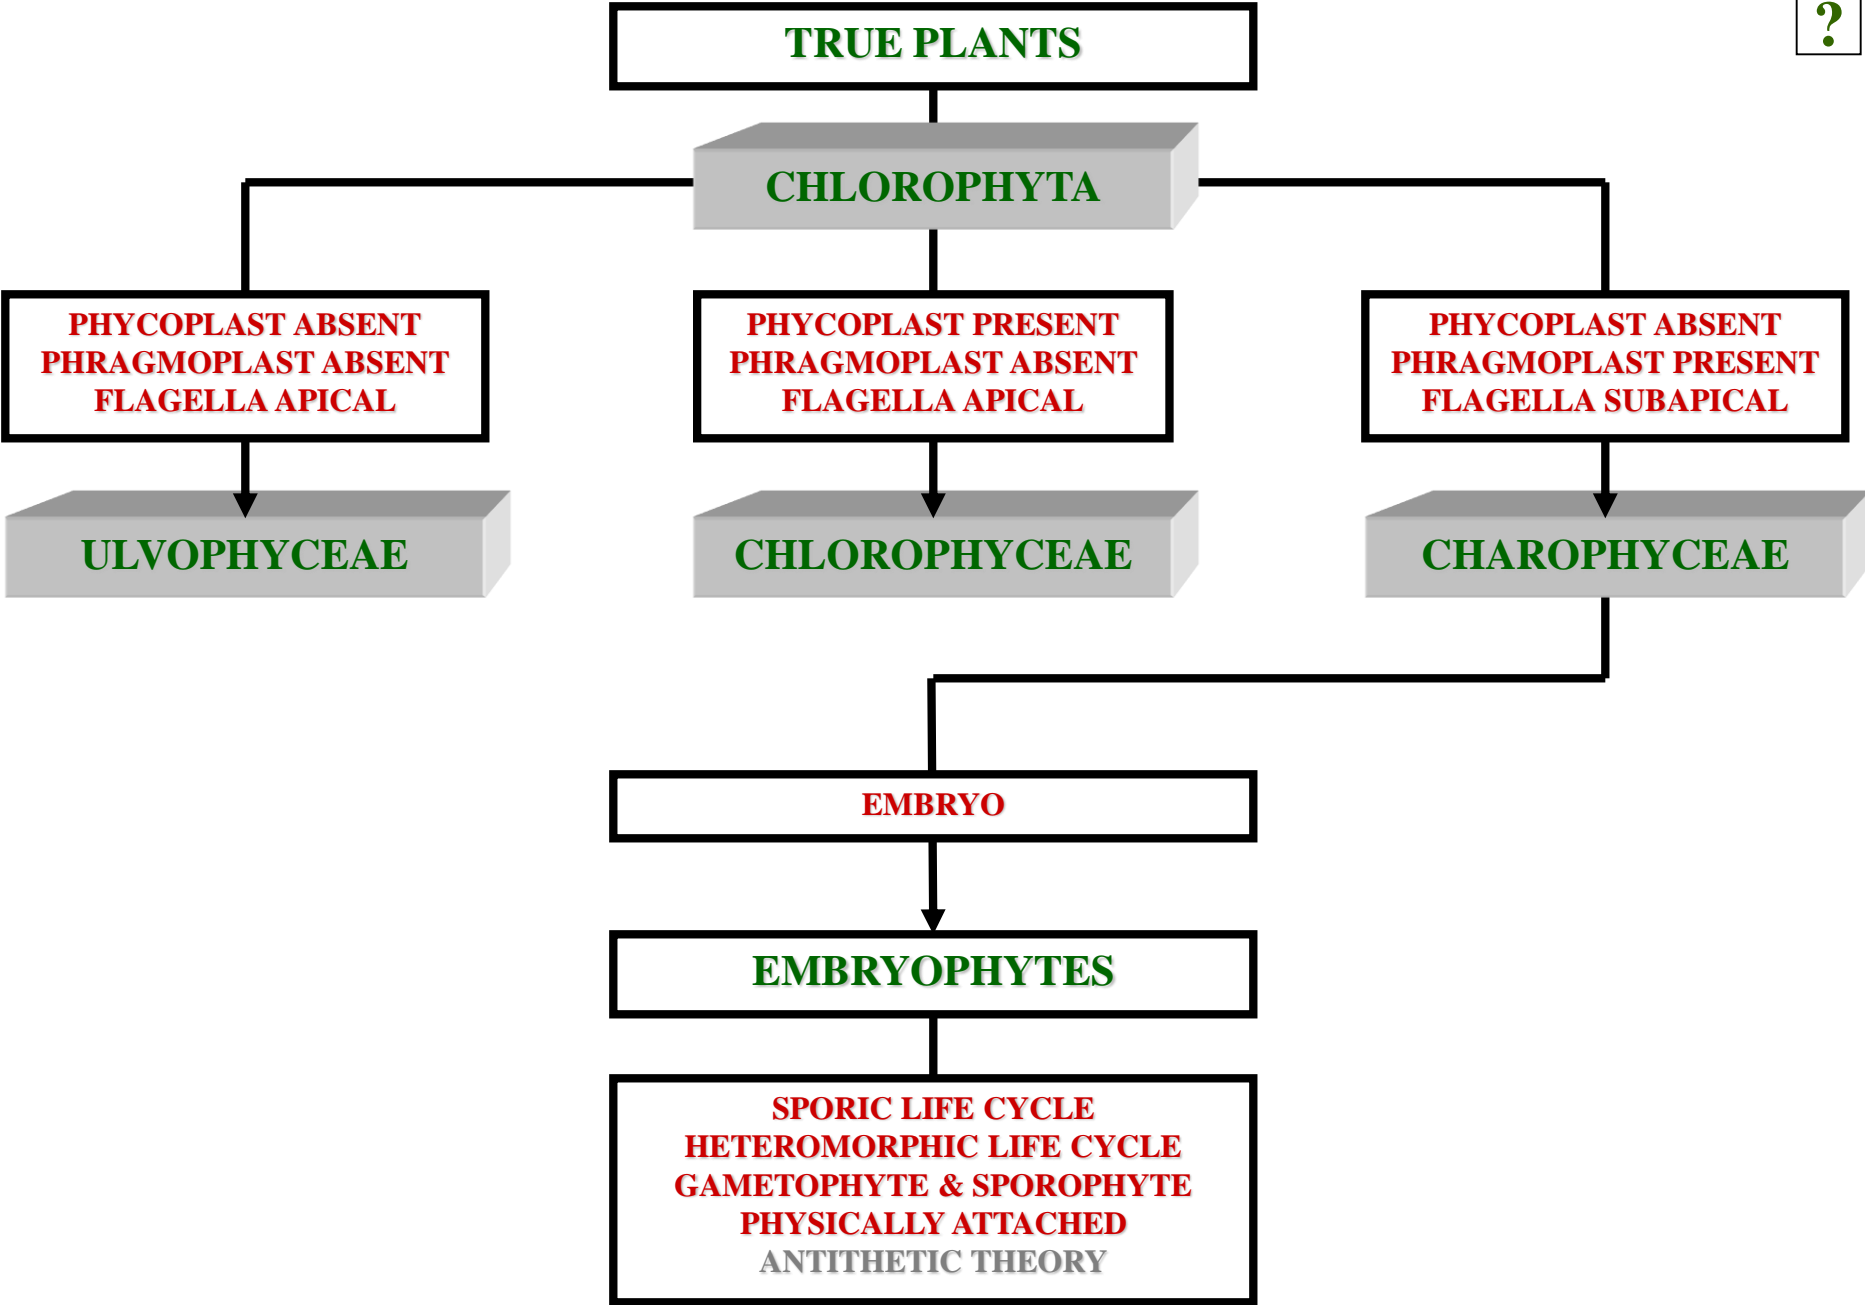 TRUE PLANTS
?
CHLOROPHYTA
PHYCOPLAST ABSENT
PHRAGMOPLAST ABSENT
FLAGELLA APICAL
PHYCOPLAST PRESENT
PHRAGMOPLAST ABSENT
FLAGELLA APICAL
PHYCOPLAST ABSENT
PHRAGMOPLAST PRESENT
FLAGELLA SUBAPICAL
ULVOPHYCEAE
CHLOROPHYCEAE
CHAROPHYCEAE
EMBRYO
EMBRYOPHYTES
SPORIC LIFE CYCLE
HETEROMORPHIC LIFE CYCLE
GAMETOPHYTE & SPOROPHYTE
PHYSICALLY ATTACHED
ANTITHETIC THEORY